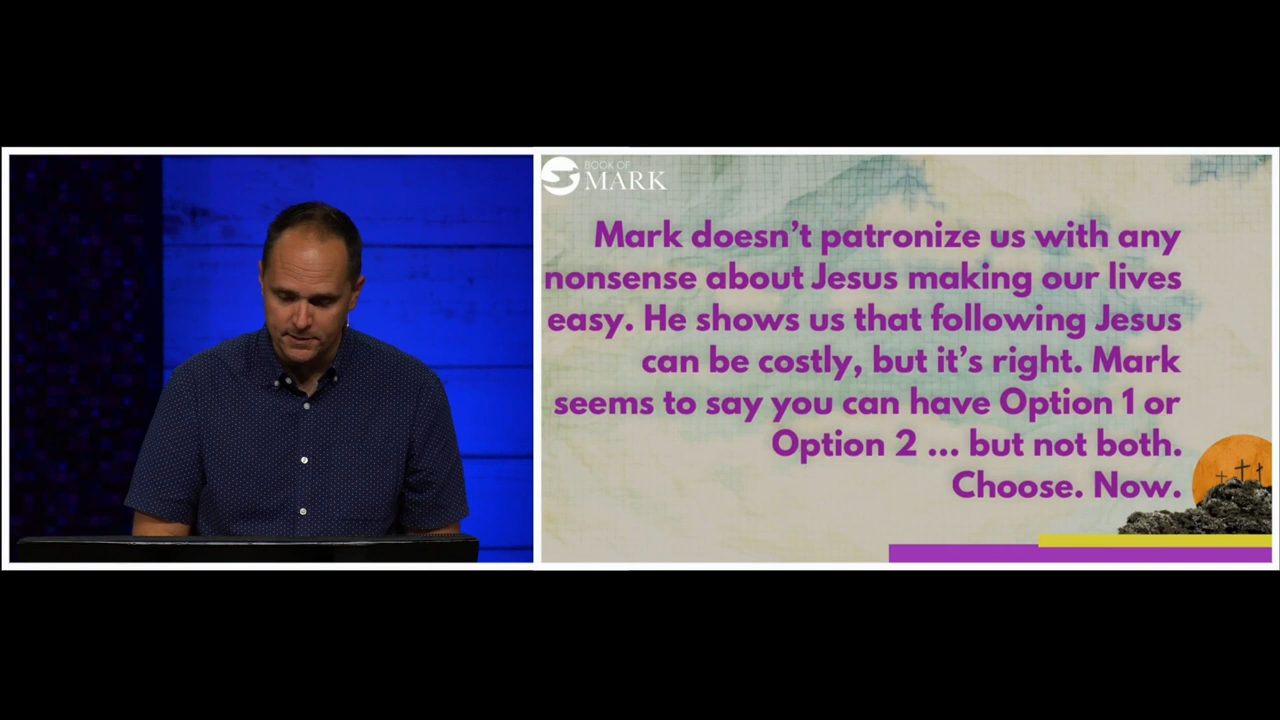 BOOK OF
MARK
Mark doesn't patronize us with any
nonsense about Jesus making our lives
easy. He shows us that following Jesus
can be costly, but it's right. Mark
seems to say you can have Option 1 or
Option 2 ... but not both.
Choose. Now.